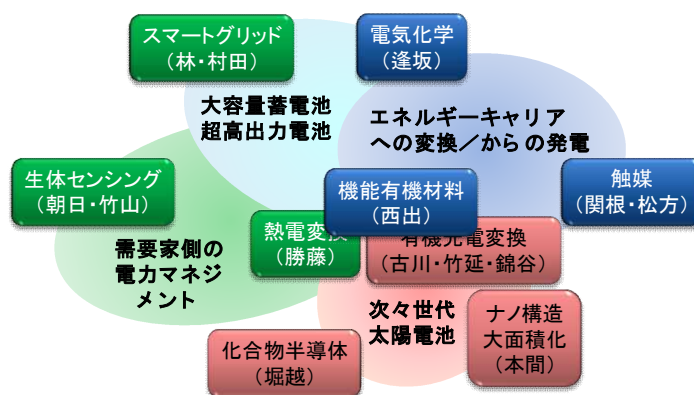 スマートグリッド
（林・村田）
電気化学
（逢坂）
大容量蓄電池
超高出力電池
エネルギーキャリア
への変換／からの発電
生体センシング
（朝日・竹山）
機能有機材料
（西出）
触媒
（関根・松方）
熱電変換
（勝藤）
有機光電変換
（古川・竹延・錦谷）
需要家側の
電力マネジ
メント
次々世代
太陽電池
ナノ構造
大面積化
（本間）
化合物半導体
（堀越）